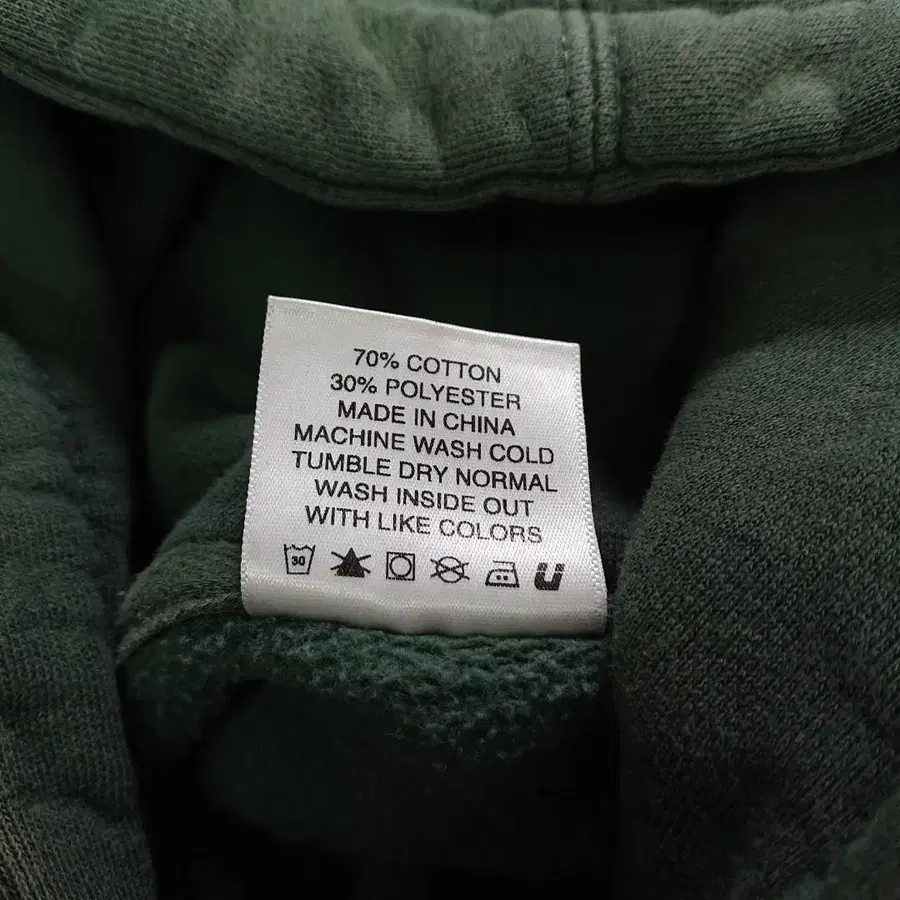 70% COTTON
30% POLYESTER
MADE IN CHINA
MACHINE WASH COLD
TUMBLE DRY NORMAL
WASH INSIDE OUT
WITH LIKE COLORS
30 U